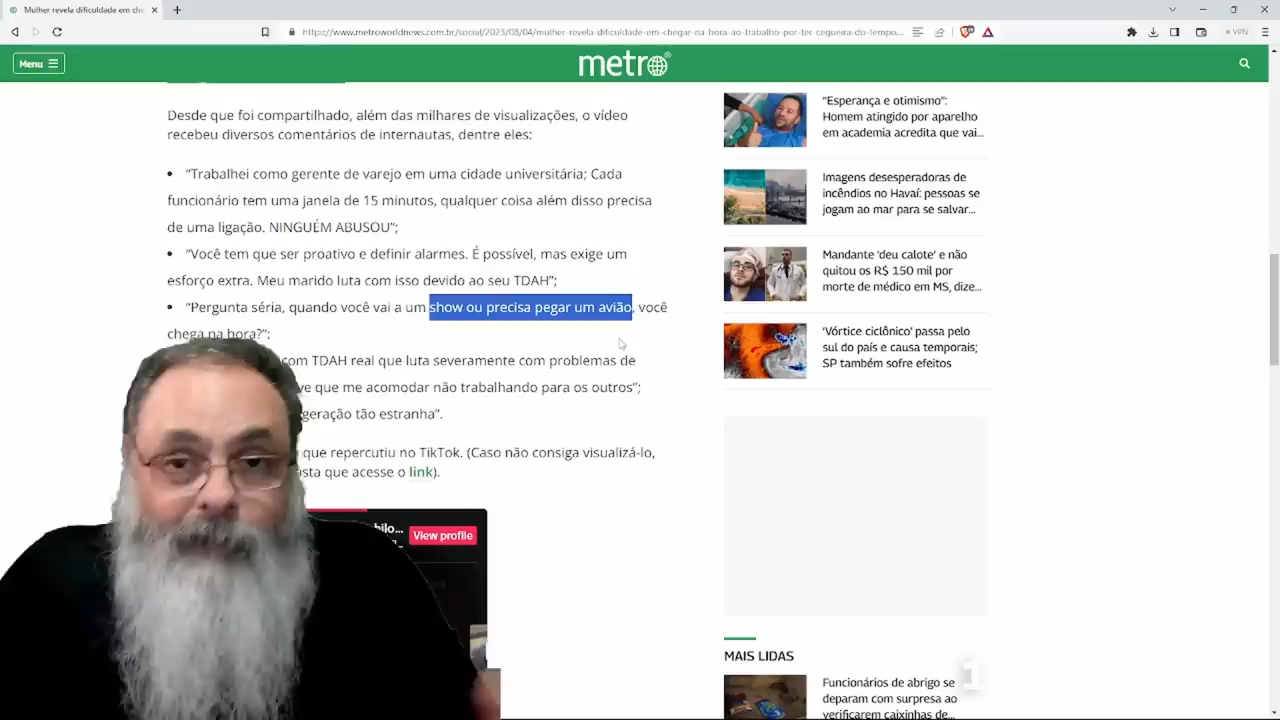 Mulher revela dificuldade em che
https://www.metroworldnews.com.br/social/2023/08/04/mulher-revela-dificuldade-em-chegar-na-hora-ao-trabalho-por-ter-cegueira-do-tempo...
VPN
Menu
metro
Desde que foi compartilhado, além das milhares de visualizações, o vídeo
recebeu diversos comentários de internautas, dentre eles:
“Trabalhei como gerente de varejo em uma cidade universitária; Cada
funcionário tem uma janela de 15 minutos, qualquer coisa além disso precisa
de uma ligação. NINGUÉM ABUSOU”;
“Você tem que ser proativo e definir alarmes. É possível, mas exige um
esforço extra. Meu marido luta com isso devido ao seu TDAH”;
“Pergunta séria, quando você vai a um show ou precisa pegar um avião, você
chega na hora?”;
com TDAH real que luta severamente com problemas de
ve que me acomodar não trabalhando para os outros”;
geração tão estranha”.
que repercutiu no TikTok. (Caso não consiga visualizá-lo,
asta que acesse o link).
bilo...
View profile
“Esperança e otimismo”:
Homem atingido por aparelho
em academia acredita que vai...
Imagens desesperadoras de
incêndios no Havaí: pessoas se
jogam ao mar para se salvar...
Mandante ‘deu calote’ e não
quitou os R$ 150 mil por
morte de médico em MS, dize...
‘Vórtice ciclônico’ passa pelo
sul do país e causa temporais;
SP também sofre efeitos
MAIS LIDAS
Funcionários de abrigo se
deparam com surpresa ao
verificarem caixinhas de...
1